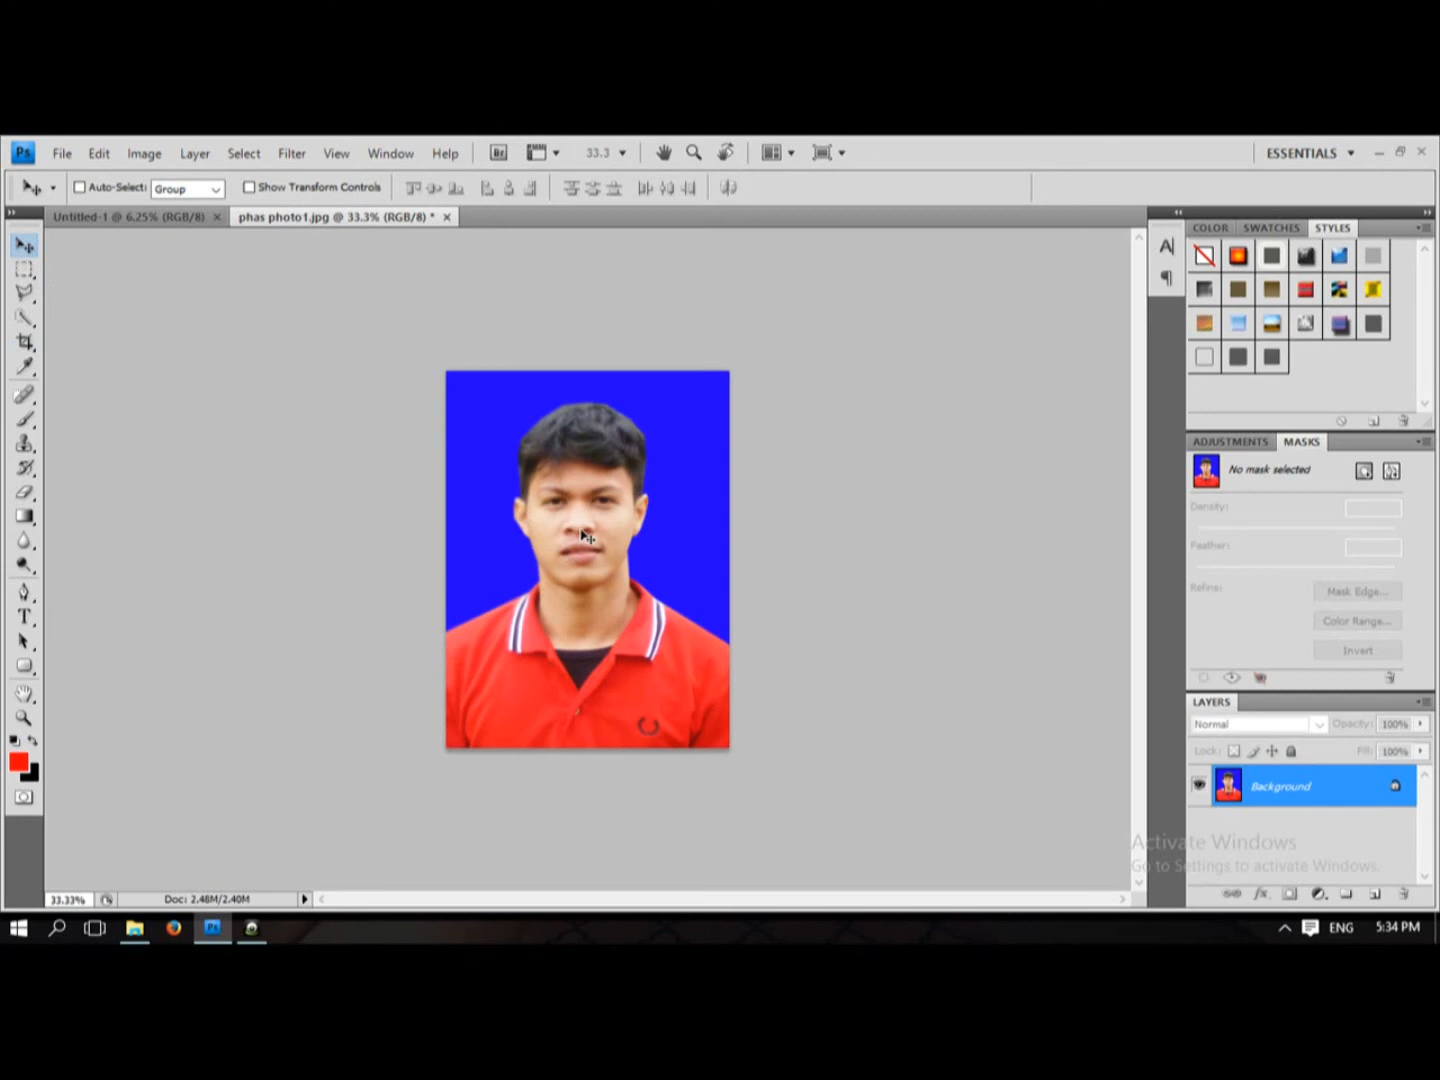 Ps File Edit Image Layer Select Filter View Window Help Br 33.3 ESSENTIALS
Auto-Select: Group Show Transform Controls
Untitled-1 @ 6.25% (RGB/8) × phas photo1.jpg @ 33.3% (RGB/8) * ×
COLOR SWATCHES STYLES
A
ADJUSTMENTS MASKS
No mask selected
Density:
Feather:
Refine: Mask Edge...
Color Range...
Invert
T
LAYERS
Normal Opacity: 100%
Lock: Fill: 100%
Background
Activate Windows
Go to Settings to activate Windows.
33.33% Doc: 2.48M/2.40M
fx
Ps ENG 5:34 PM